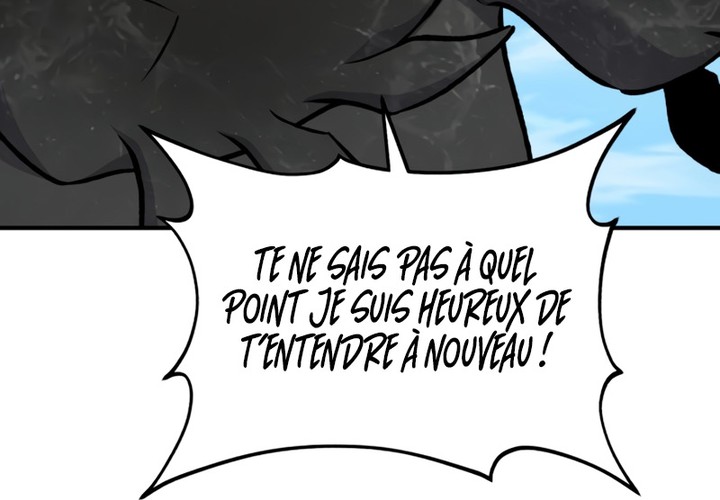 TE NE SAIS PAS À QUEL
POINT JE SUIS HEUREUX DE
T'ENTENDRE À NOUVEAU !